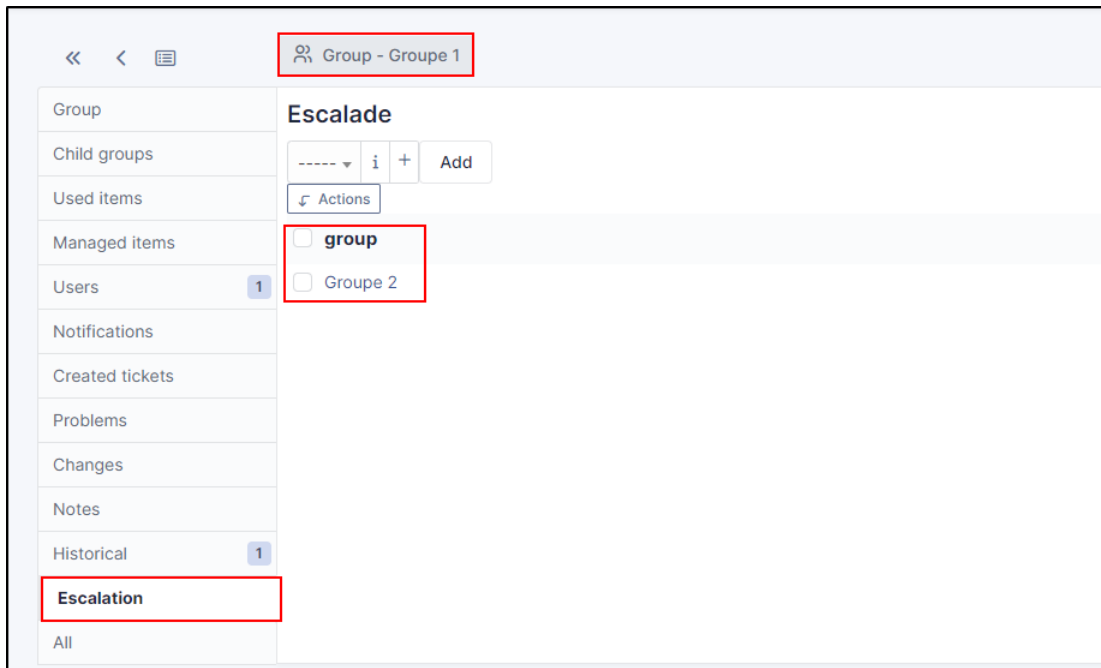 Group - Groupe 1
Group
Child groups
Used items
Managed items
Users 1
Notifications
Created tickets
Problems
Changes
Notes
Historical 1
Escalation
All
Escalade
----- i + Add
Actions
group
Groupe 2